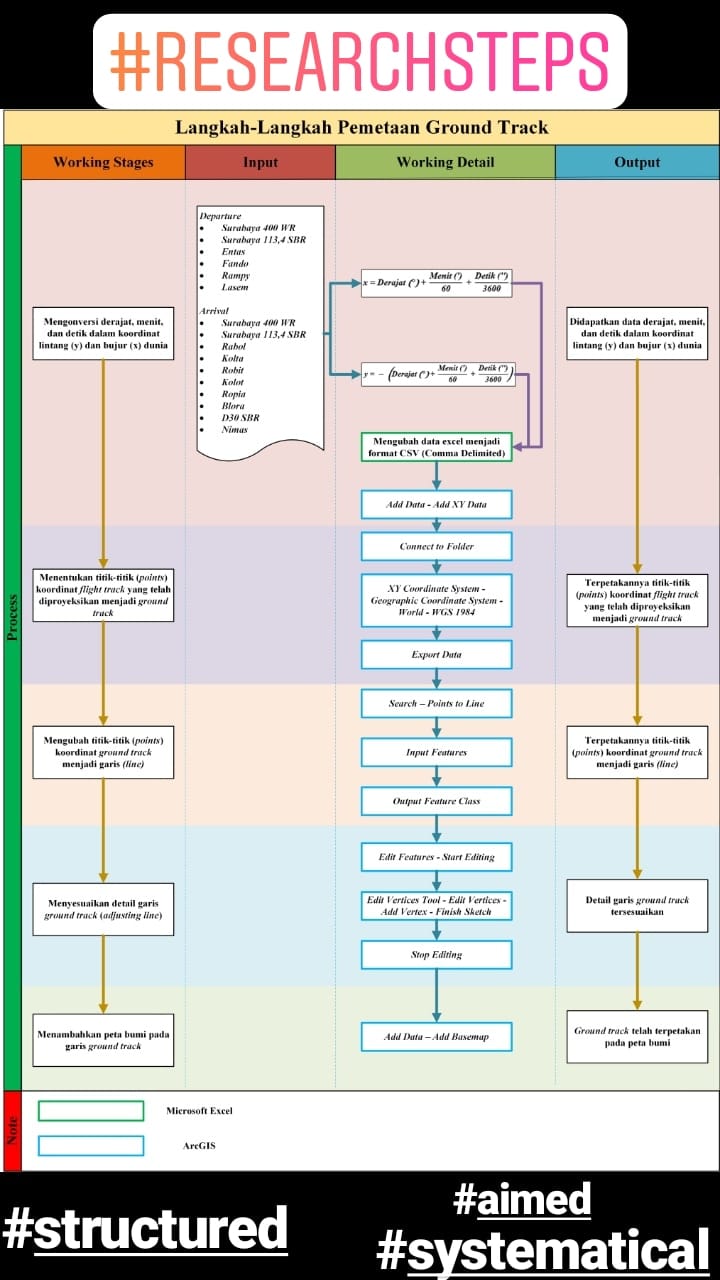 #RESEARCHSTEPS
Langkah-Langkah Pemetaan Ground Track
Working Stages
Input
Working Detail
Output
Process
Mengonversi derajat, menit,
dan detik dalam koordinat
lintang (y) dan bujur (x) dunia
Departure
• Surabaya 400 WR
• Surabaya 113,4 SBR
• Entas
• Fando
• Rampy
• Lasem
Arrival
• Surabaya 400 WR
• Surabaya 113,4 SBR
• Rabol
• Kolta
• Robit
• Kolot
• Ropia
• Blora
• D30 SBR
• Nimas
x = Derajat (°) + Menit (')/60 + Detik (")/3600
y = − (Derajat (°) + Menit (')/60 + Detik (")/3600)
Mengubah data excel menjadi
format CSV (Comma Delimited)
Add Data - Add XY Data
Didapatkan data derajat, menit,
dan detik dalam koordinat
lintang (y) dan bujur (x) dunia
Menentukan titik-titik (points)
koordinat flight track yang telah
diproyeksikan menjadi ground
track
Connect to Folder
XY Coordinate System -
Geographic Coordinate System -
World - WGS 1984
Export Data
Terpetakannya titik-titik
(points) koordinat flight track
yang telah diproyeksikan
menjadi ground track
Mengubah titik-titik (points)
koordinat ground track
menjadi garis (line)
Search – Points to Line
Input Features
Output Feature Class
Terpetakannya titik-titik
(points) koordinat ground track
menjadi garis (line)
Menyesuaikan detail garis
ground track (adjusting line)
Edit Features - Start Editing
Edit Vertices Tool - Edit Vertices -
Add Vertex - Finish Sketch
Stop Editing
Detail garis ground track
tersesuaikan
Menambahkan peta bumi pada
garis ground track
Add Data – Add Basemap
Ground track telah terpetakan
pada peta bumi
Note
Microsoft Excel
ArcGIS
#structured
#aimed
#systematical